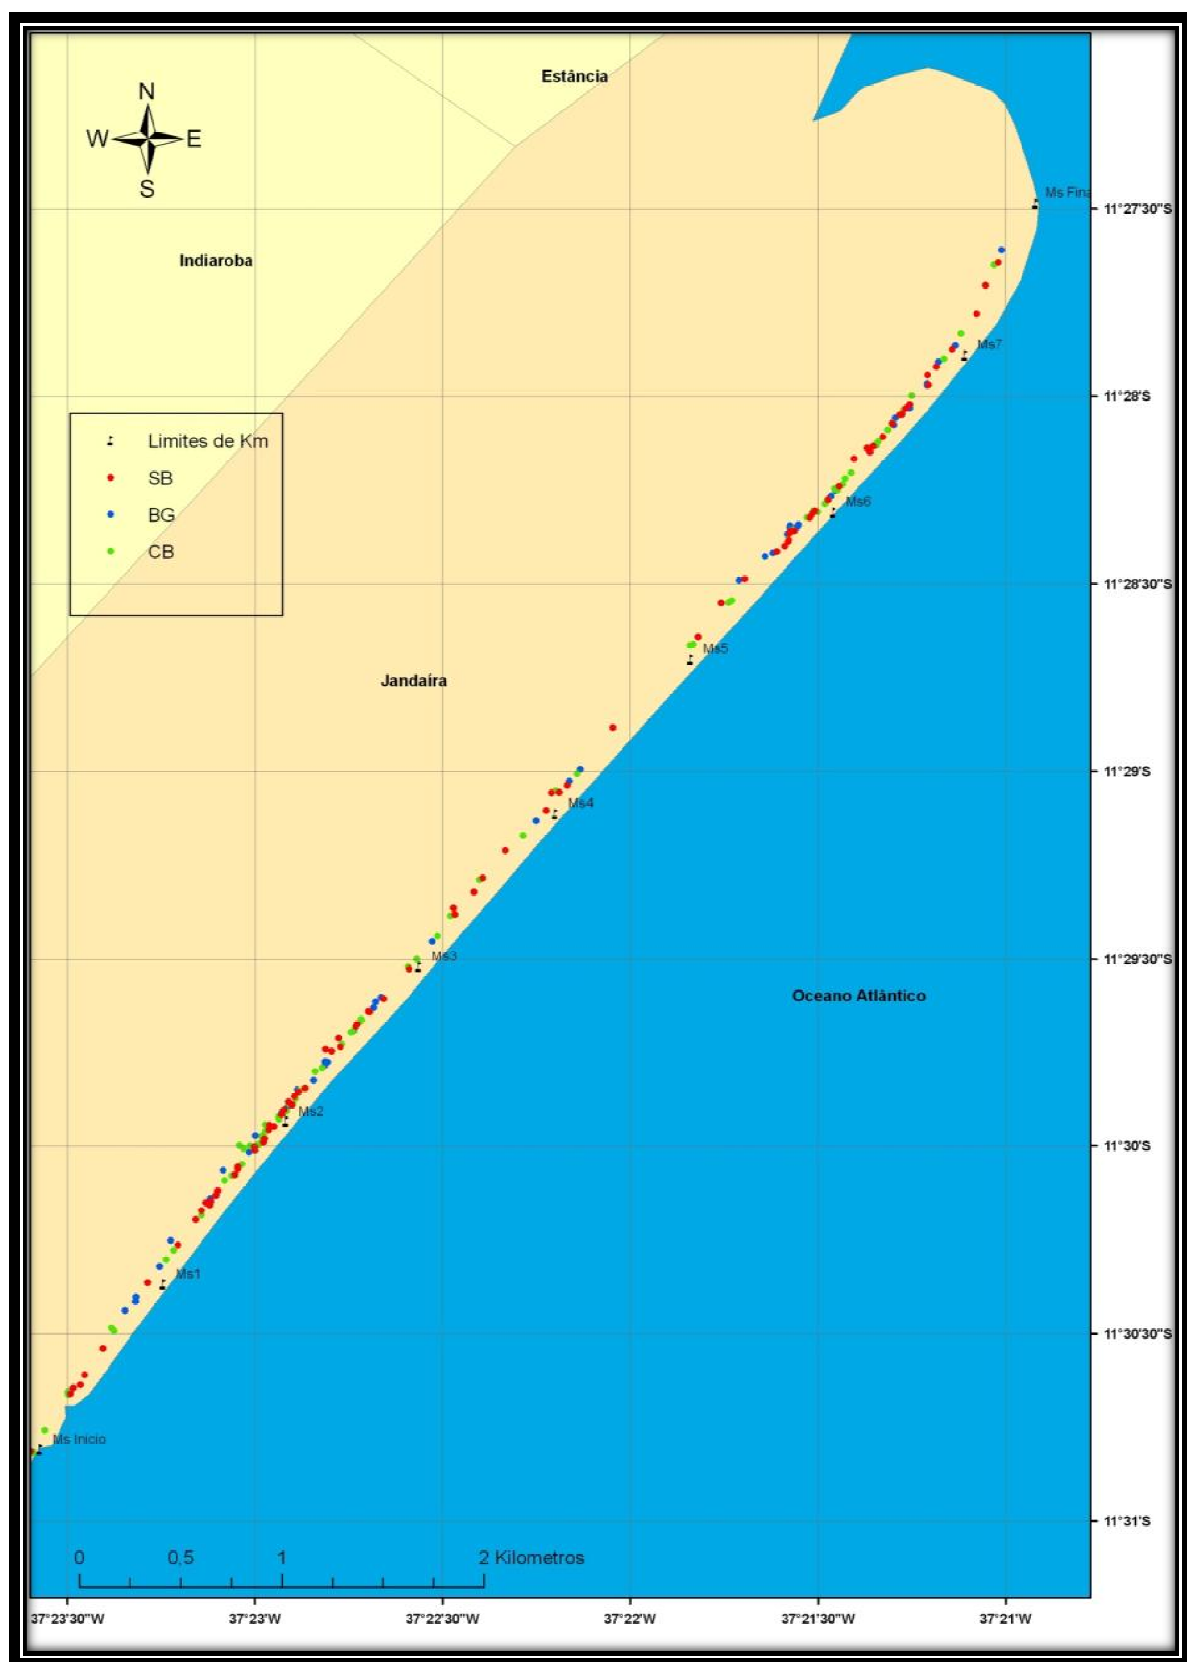 Estância
N
W E
S
Ms Fina
11°27'30"S
Indiaroba
Ms7
11°28'S
Limites de Km
SB
BG
CB
Ms6
11°28'30"S
Ms5
Jandaíra
11°29'S
Ms4
Ms3
11°29'30"S
Oceano Atlântico
Ms2
11°30'S
Ms1
11°30'30"S
Ms Inicio
11°31'S
0 0,5 1 2 Kilometros
37°23'30"W 37°23'W 37°22'30"W 37°22'W 37°21'30"W 37°21'W